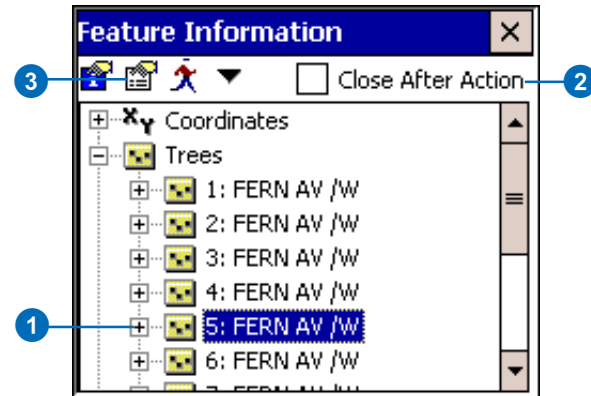 Feature Information
3
Close After Action
2
Xy Coordinates
Trees
1: FERN AV /W
2: FERN AV /W
3: FERN AV /W
4: FERN AV /W
1
5: FERN AV /W
6: FERN AV /W